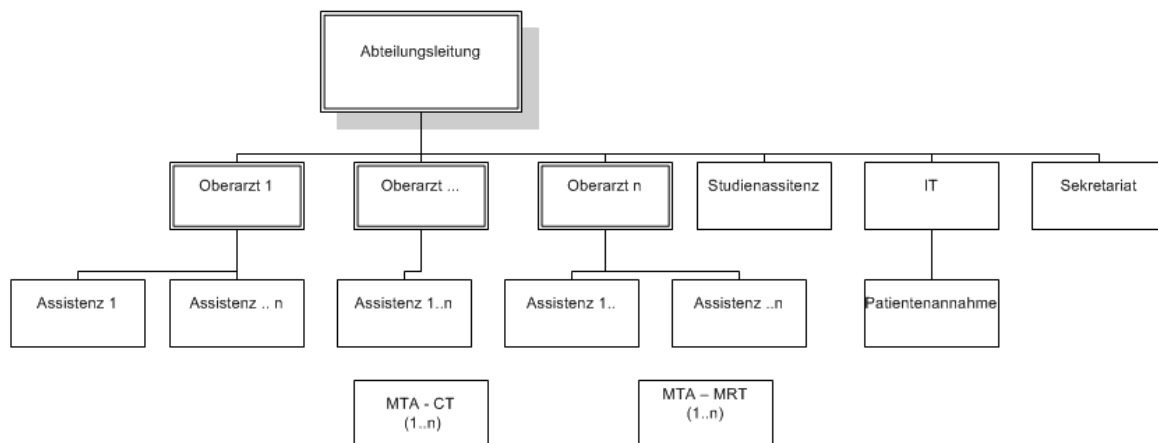 Abteilungsleitung
Oberarzt 1
Oberarzt ...
Oberarzt n
Studienassitenz
IT
Sekretariat
Assistenz 1
Assistenz .. n
Assistenz 1..n
Assistenz 1..
Assistenz ..n
Patientenannahme
MTA - CT
(1..n)
MTA – MRT
(1..n)